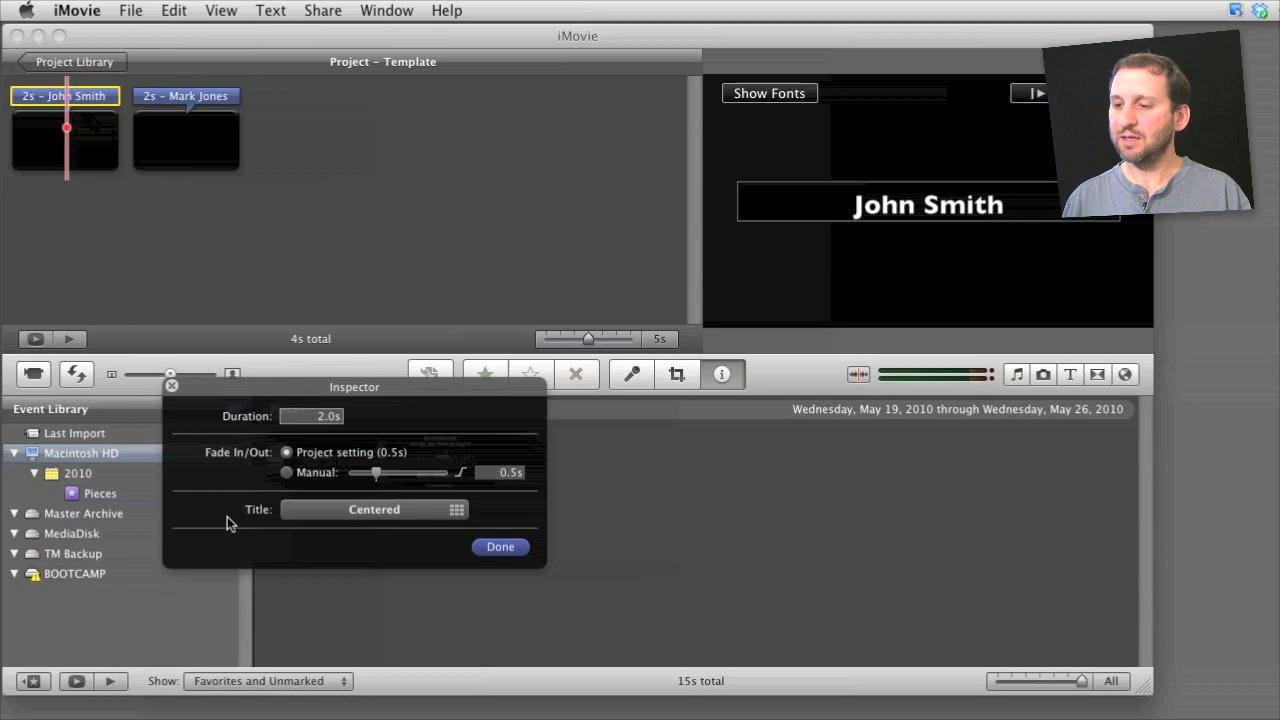 iMovie File Edit View Text Share Window Help
iMovie
Project Library
Project - Template
2s - John Smith
2s - Mark Jones
Show Fonts
John Smith
4s total
5s
Inspector
Duration: 2.0s
Fade In/Out: Project setting (0.5s)
Manual: 0.5s
Title: Centered
Done
Event Library
Wednesday, May 19, 2010 through Wednesday, May 26, 2010
Last Import
Macintosh HD
2010
Pieces
Master Archive
MediaDisk
TM Backup
BOOTCAMP
Show: Favorites and Unmarked
15s total
All